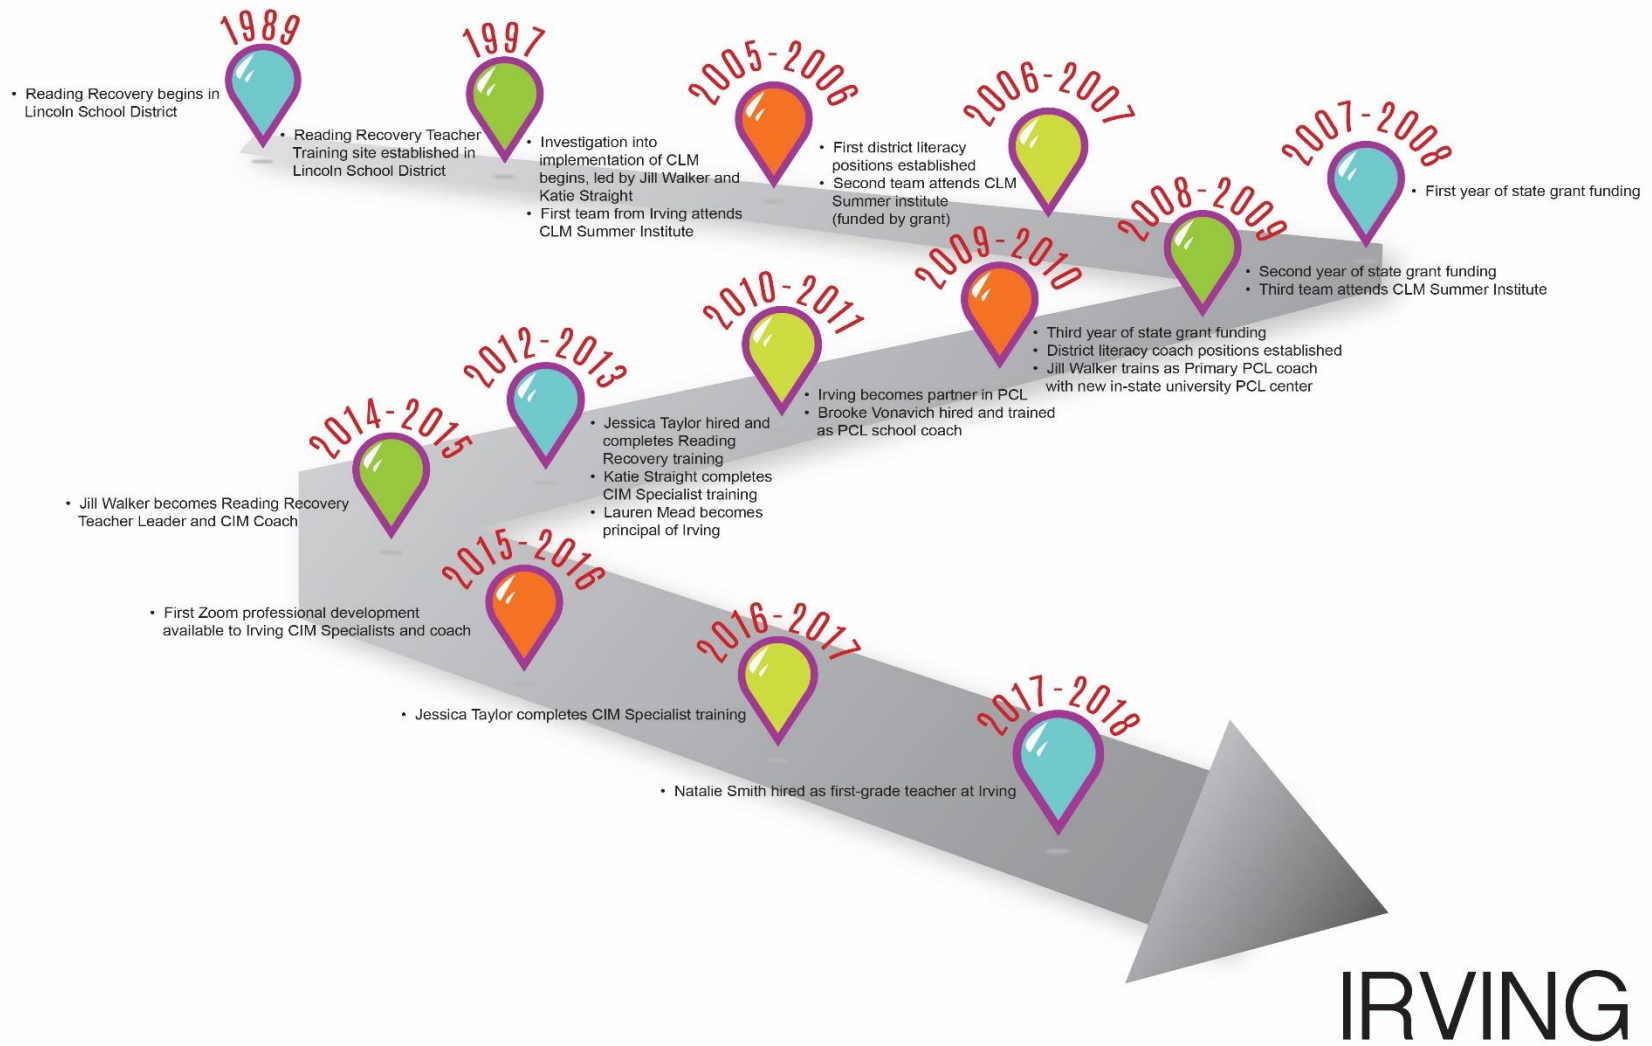 1989
• Reading Recovery begins in
Lincoln School District
1997
• Reading Recovery Teacher
Training site established in
Lincoln School District
2005-2006
• Investigation into
implementation of CLM
begins, led by Jill Walker and
Katie Straight
• First team from Irving attends
CLM Summer Institute
2006-2007
• First district literacy
positions established
• Second team attends CLM
Summer institute
(funded by grant)
2007-2008
• First year of state grant funding
2008-2009
• Second year of state grant funding
• Third team attends CLM Summer Institute
2009-2010
• Third year of state grant funding
• District literacy coach positions established
• Jill Walker trains as Primary PCL coach
with new in-state university PCL center
2010-2011
• Irving becomes partner in PCL
• Brooke Vonavich hired and trained
as PCL school coach
2012-2013
• Jessica Taylor hired and
completes Reading
Recovery training
• Katie Straight completes
CIM Specialist training
• Lauren Mead becomes
principal of Irving
2014-2015
• Jill Walker becomes Reading Recovery
Teacher Leader and CIM Coach
2015-2016
• First Zoom professional development
available to Irving CIM Specialists and coach
2016-2017
• Jessica Taylor completes CIM Specialist training
2017-2018
• Natalie Smith hired as first-grade teacher at Irving
IRVING